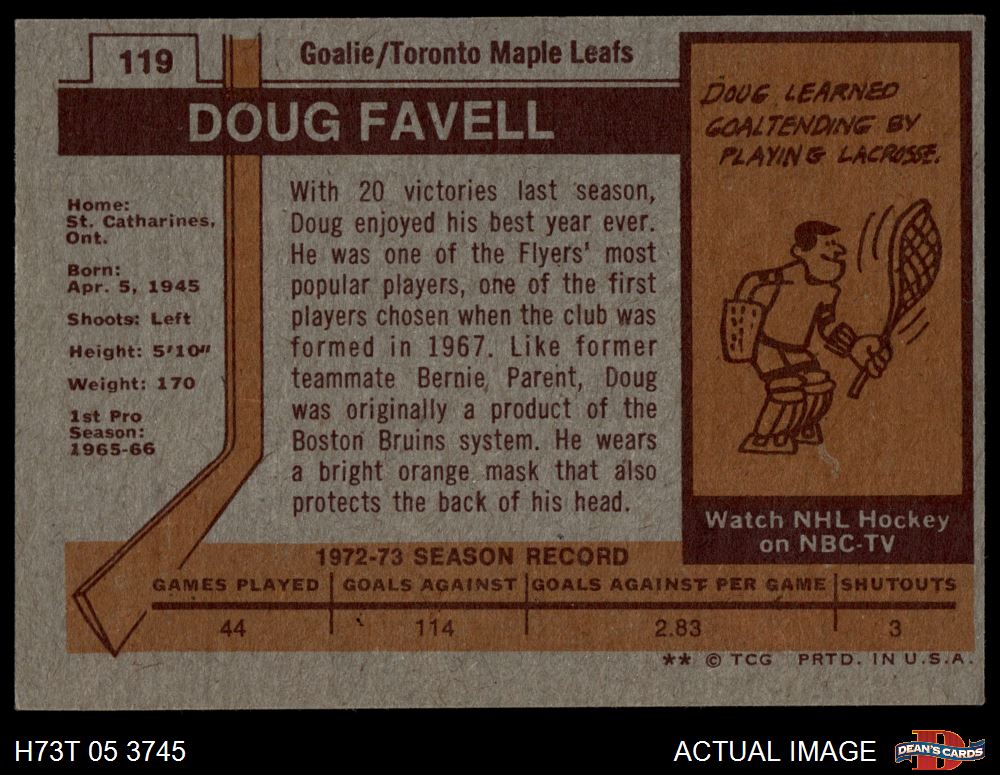 119
Goalie/Toronto Maple Leafs
DOUG FAVELL
Home:
St. Catharines,
Ont.
Born:
Apr. 5, 1945
Shoots: Left
Height: 5'10"
Weight: 170
1st Pro
Season:
1965-66
With 20 victories last season,
Doug enjoyed his best year ever.
He was one of the Flyers' most
popular players, one of the first
players chosen when the club was
formed in 1967. Like former
teammate Bernie Parent, Doug
was originally a product of the
Boston Bruins system. He wears
a bright orange mask that also
protects the back of his head.
DOUG LEARNED
GOALTENDING BY
PLAYING LACROSSE.
Watch NHL Hockey
on NBC-TV
1972-73 SEASON RECORD
GAMES PLAYED GOALS AGAINST GOALS AGAINST PER GAME SHUTOUTS
44 114 2.83 3
** © TCG PRTD. IN U.S.A.
H73T 05 3745 ACTUAL IMAGE DEAN'S CARDS